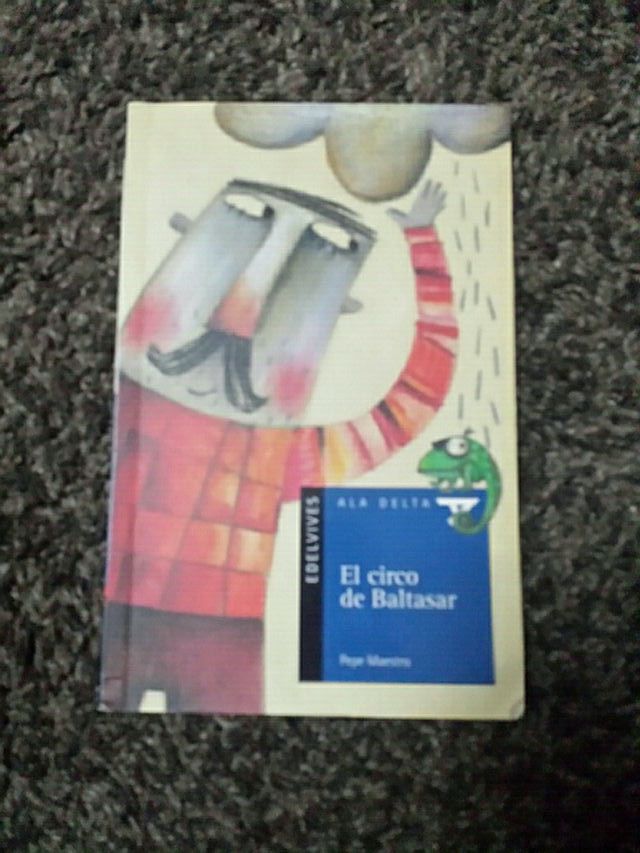 EDELVIVES
ALA DELTA
El circo
de Baltasar
Pepe Maestro